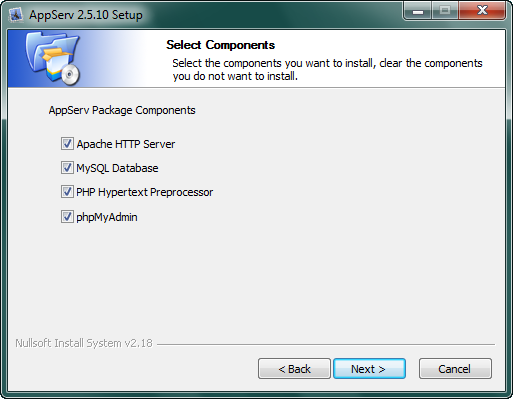 AppServ 2.5.10 Setup
Select Components
Select the components you want to install, clear the components
you do not want to install.
AppServ Package Components
Apache HTTP Server
MySQL Database
PHP Hypertext Preprocessor
phpMyAdmin
Nullsoft Install System v2.18
< Back
Next >
Cancel